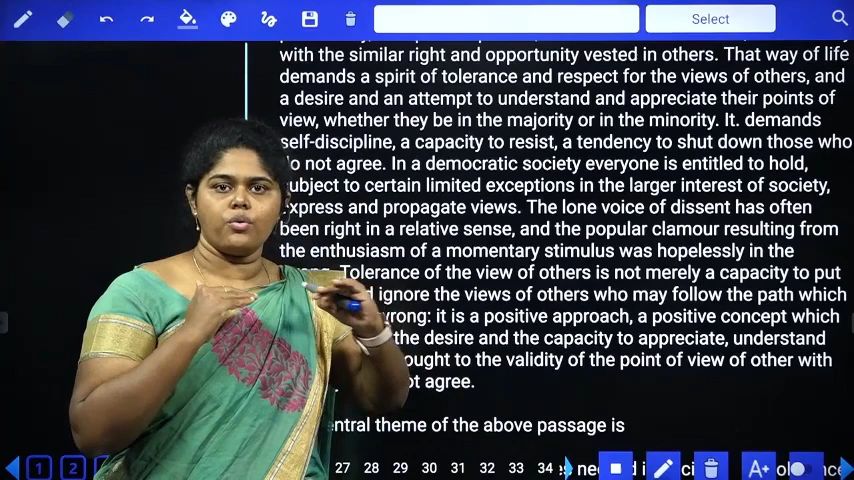 Select
with the similar right and opportunity vested in others. That way of life
demands a spirit of tolerance and respect for the views of others, and
a desire and an attempt to understand and appreciate their points of
view, whether they be in the majority or in the minority. It. demands
self-discipline, a capacity to resist, a tendency to shut down those who
do not agree. In a democratic society everyone is entitled to hold,
subject to certain limited exceptions in the larger interest of society,
express and propagate views. The lone voice of dissent has often
been right in a relative sense, and the popular clamour resulting from
the enthusiasm of a momentary stimulus was hopelessly in the
Tolerance of the view of others is not merely a capacity to put
ignore the views of others who may follow the path which
wrong: it is a positive approach, a positive concept which
the desire and the capacity to appreciate, understand
ought to the validity of the point of view of other with
ot agree.
entral theme of the above passage is
1 2 27 28 29 30 31 32 33 34 A+